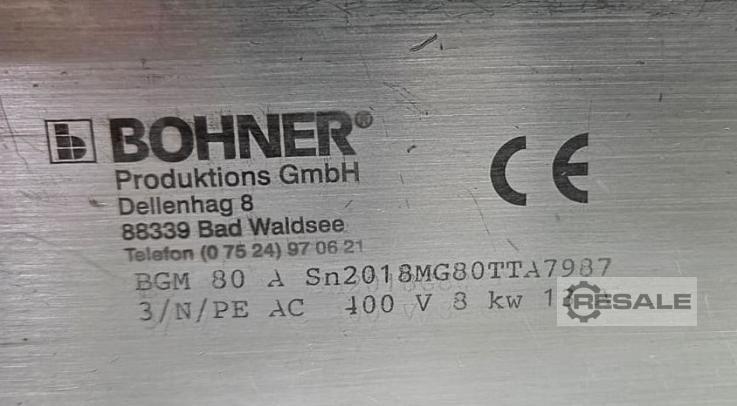 b BOHNER®
Produktions GmbH
Dellenhag 8
88339 Bad Waldsee
Telefon (0 75 24) 97 06 21
CE
BGM 80 A Sn2018MG80TTA7987
3/N/PE AC 400 V 8 kw
RESALE